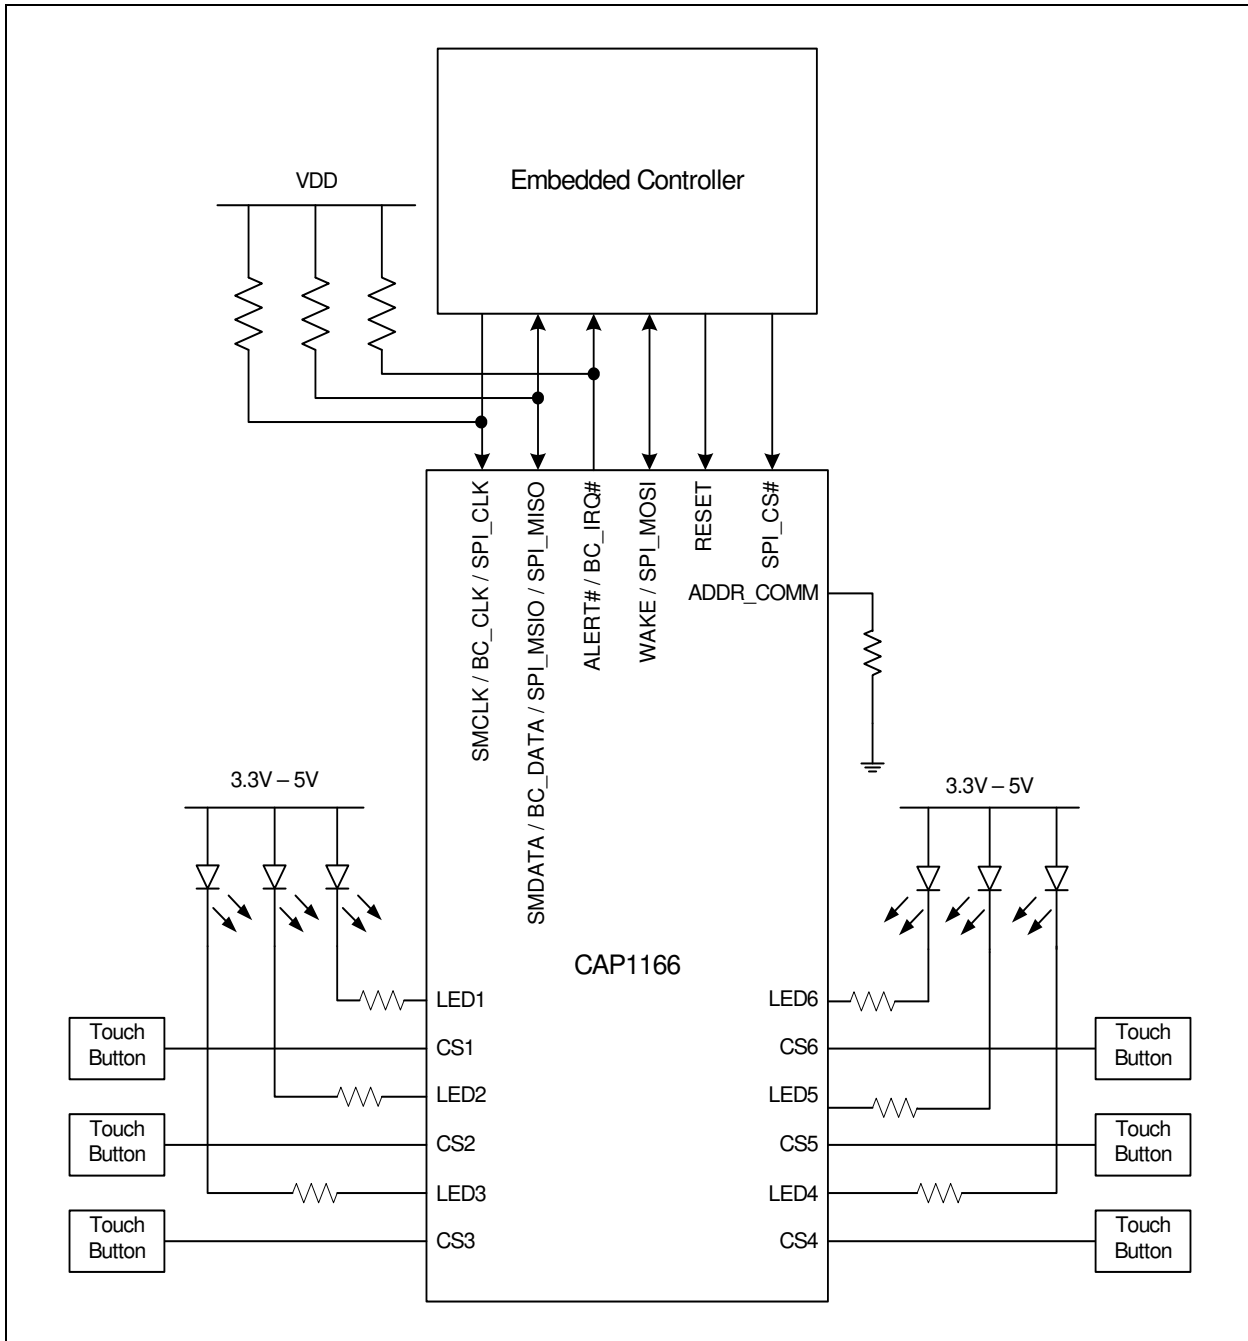 Embedded Controller
VDD
SMCLK / BC_CLK / SPI_CLK
SMDATA / BC_DATA / SPI_MSIO / SPI_MISO
ALERT# / BC_IRQ#
WAKE / SPI_MOSI
RESET
SPI_CS#
ADDR_COMM
3.3V – 5V
3.3V – 5V
CAP1166
LED1
LED6
Touch
Button
CS1
CS6
Touch
Button
LED2
LED5
Touch
Button
CS2
CS5
Touch
Button
LED3
LED4
Touch
Button
CS3
CS4
Touch
Button